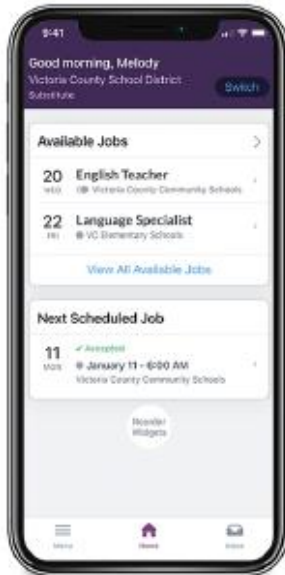 9:41
Good morning, Melody
Victoria County School District
Substitute
Switch
Available Jobs
20
WED
English Teacher
Victoria County Community Schools
22
FRI
Language Specialist
VC Elementary Schools
View All Available Jobs
Next Scheduled Job
11
MON
Accepted
January 11 - 6:00 AM
Victoria County Community Schools
Reorder
Widgets
Menu
Home
Inbox